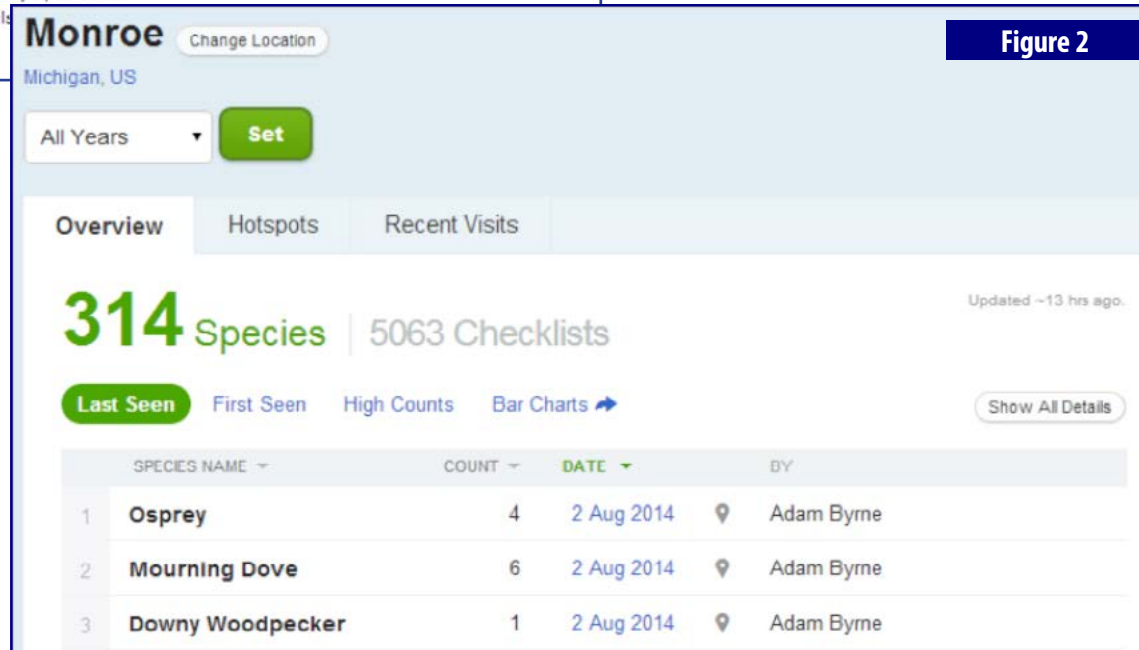 Monroe Change Location
Figure 2
Michigan, US
All Years Set
Overview Hotspots Recent Visits
314 Species 5063 Checklists
Updated ~13 hrs ago.
Last Seen First Seen High Counts Bar Charts
Show All Details
SPECIES NAME COUNT DATE BY
1 Osprey 4 2 Aug 2014 Adam Byrne
2 Mourning Dove 6 2 Aug 2014 Adam Byrne
3 Downy Woodpecker 1 2 Aug 2014 Adam Byrne